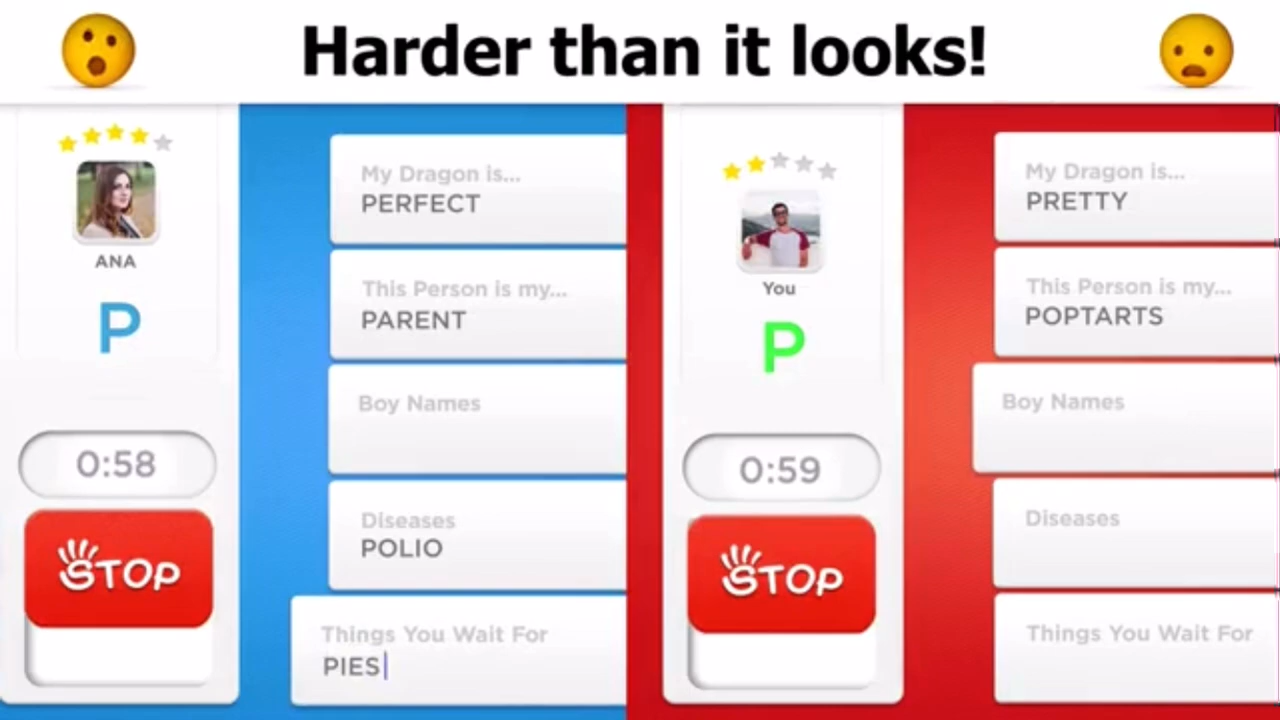 Harder than it looks!
ANA
P
0:58
STOP
My Dragon is...
PERFECT
This Person is my...
PARENT
Boy Names
Diseases
POLIO
Things You Wait For
PIES
You
P
0:59
STOP
My Dragon is...
PRETTY
This Person is my...
POPTARTS
Boy Names
Diseases
Things You Wait For